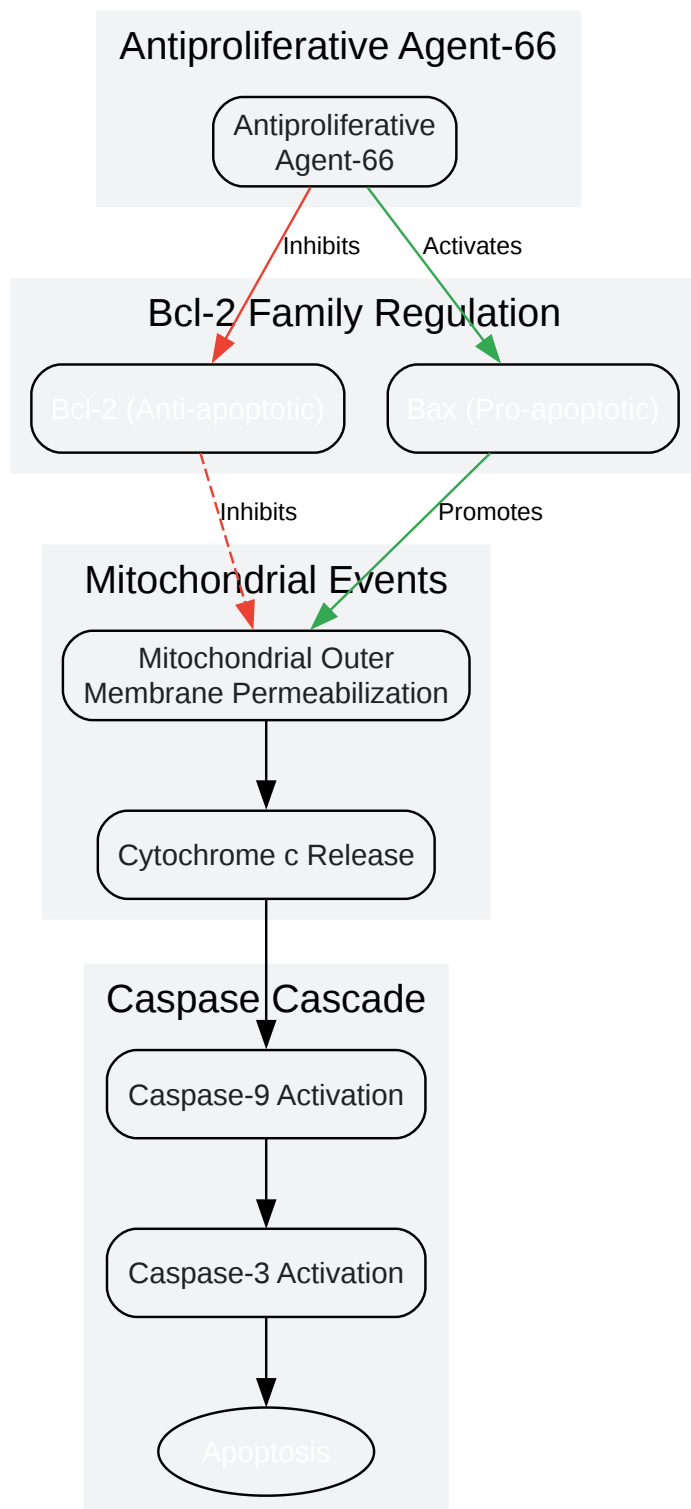 Antiproliferative Agent-66
Antiproliferative
Agent-66
Inhibits
Activates
Bcl-2 Family Regulation
Bcl-2 (Anti-apoptotic)
Bax (Pro-apoptotic)
Inhibits
Promotes
Mitochondrial Events
Mitochondrial Outer
Membrane Permeabilization
Cytochrome c Release
Caspase Cascade
Caspase-9 Activation
Caspase-3 Activation
Apoptosis